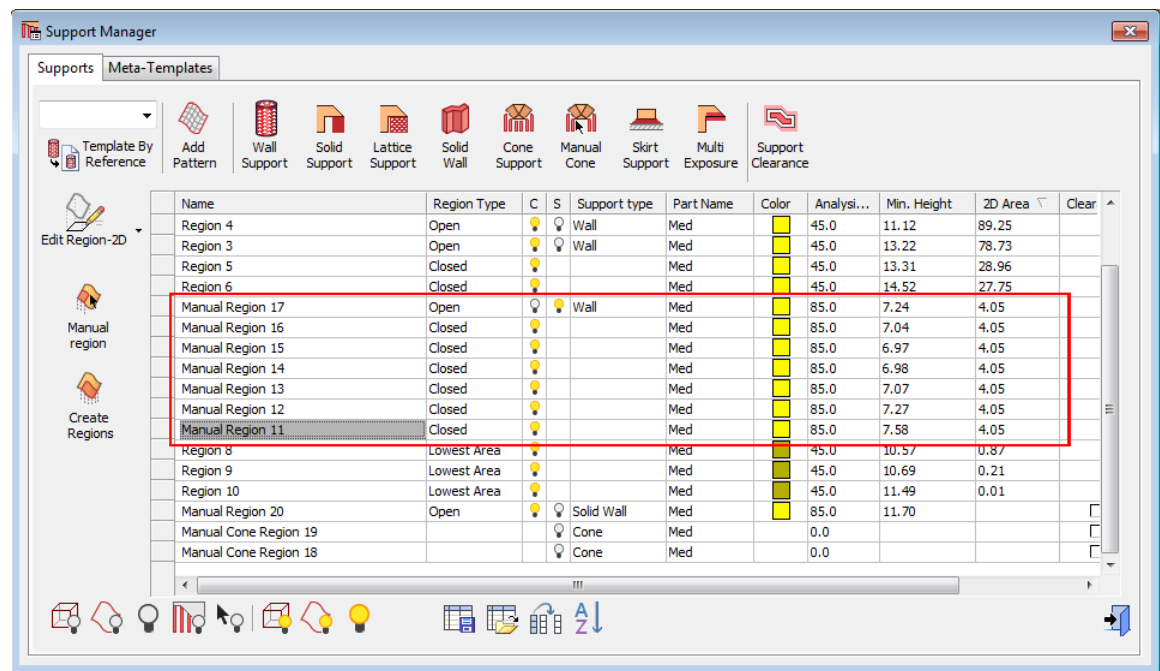 Support Manager
Supports Meta-Templates
Template By Reference
Add Pattern
Wall Support
Solid Support
Lattice Support
Solid Wall
Cone Support
Manual Cone
Skirt Support
Multi Exposure
Support Clearance
Edit Region-2D
Manual region
Create Regions
Name Region Type C S Support type Part Name Color Analysi... Min. Height 2D Area Clear
Region 4 Open Wall Med 45.0 11.12 89.25
Region 3 Open Wall Med 45.0 13.22 78.73
Region 5 Closed Med 45.0 13.31 28.96
Region 6 Closed Med 45.0 14.52 27.75
Manual Region 17 Open Wall Med 85.0 7.24 4.05
Manual Region 16 Closed Med 85.0 7.04 4.05
Manual Region 15 Closed Med 85.0 6.97 4.05
Manual Region 14 Closed Med 85.0 6.98 4.05
Manual Region 13 Closed Med 85.0 7.07 4.05
Manual Region 12 Closed Med 85.0 7.27 4.05
Manual Region 11 Closed Med 85.0 7.58 4.05
Region 8 Lowest Area Med 45.0 10.57 0.87
Region 9 Lowest Area Med 45.0 10.69 0.21
Region 10 Lowest Area Med 45.0 11.49 0.01
Manual Region 20 Open Solid Wall Med 85.0 11.70
Manual Cone Region 19 Cone Med 0.0
Manual Cone Region 18 Cone Med 0.0
A
Z